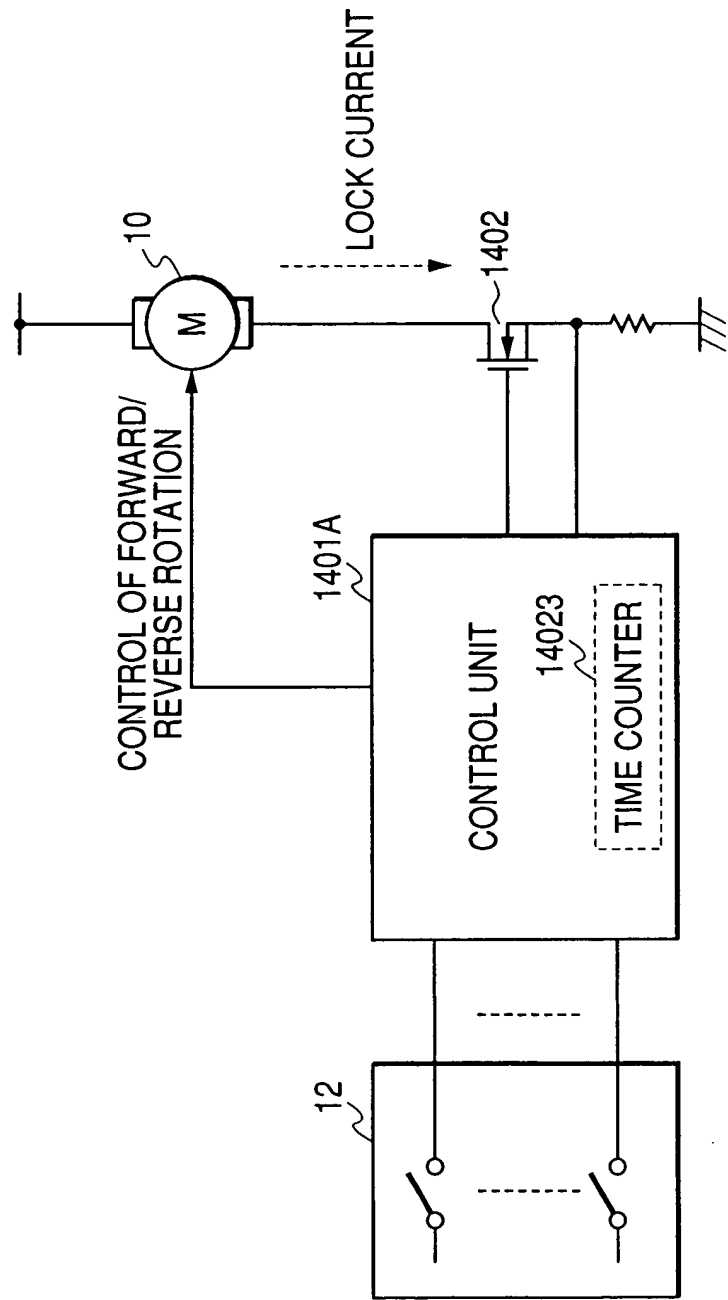 12
CONTROL UNIT
1401A
14023
TIME COUNTER
CONTROL OF FORWARD/
REVERSE ROTATION
10
M
LOCK CURRENT
1402